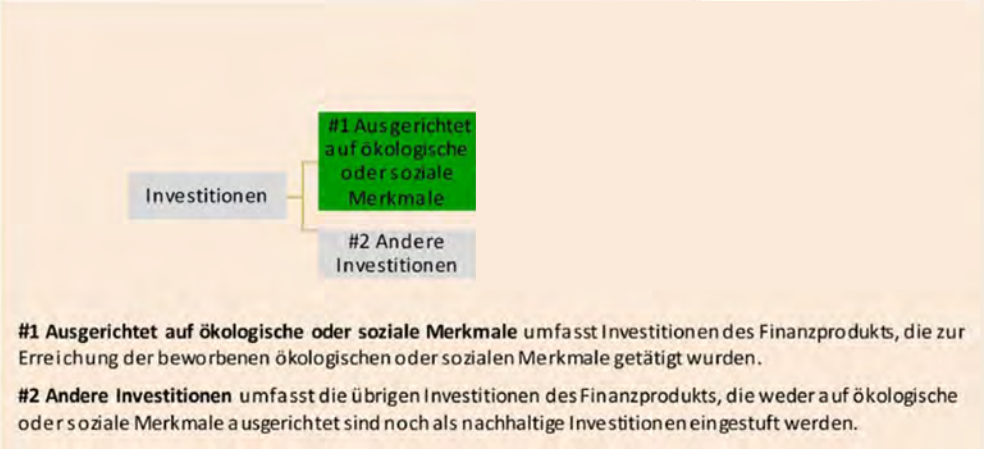 #1 Ausgerichtet
auf ökologische
oder soziale
Merkmale
Investitionen
#2 Andere
Investitionen
#1 Ausgerichtet auf ökologische oder soziale Merkmale umfasst Investitionen des Finanzprodukts, die zur
Erreichung der beworbenen ökologischen oder sozialen Merkmale getätigt wurden.
#2 Andere Investitionen umfasst die übrigen Investitionen des Finanzprodukts, die weder auf ökologische
oder soziale Merkmale ausgerichtet sind noch als nachhaltige Investitionen eingestuft werden.